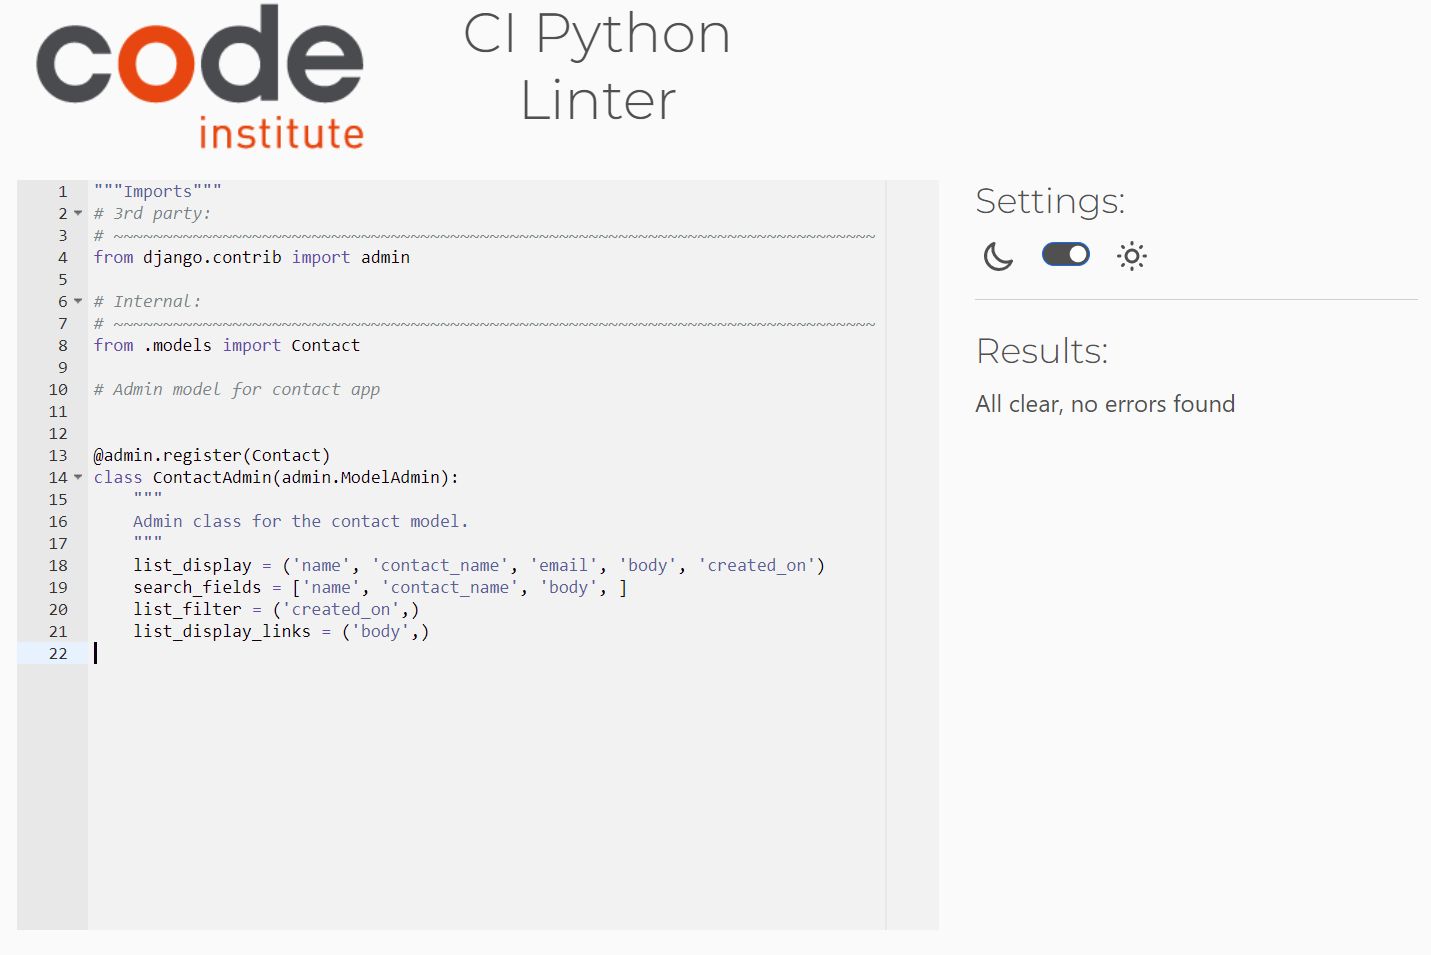 code
institute
CI Python
Linter
1 """Imports"""
2 # 3rd party:
3 # ~~~~~~~~~~~~~~~~~~~~~~~~~~~~~~~~~~~~~~~~~~~~~~~~~~~~~~~~~~~~~~~~~~~~~~~~~~~~~
4 from django.contrib import admin
5
6 # Internal:
7 # ~~~~~~~~~~~~~~~~~~~~~~~~~~~~~~~~~~~~~~~~~~~~~~~~~~~~~~~~~~~~~~~~~~~~~~~~~~~~~
8 from .models import Contact
9
10 # Admin model for contact app
11
12
13 @admin.register(Contact)
14 class ContactAdmin(admin.ModelAdmin):
15     """
16     Admin class for the contact model.
17     """
18     list_display = ('name', 'contact_name', 'email', 'body', 'created_on')
19     search_fields = ['name', 'contact_name', 'body', ]
20     list_filter = ('created_on',)
21     list_display_links = ('body',)
22
Settings:
Results:
All clear, no errors found